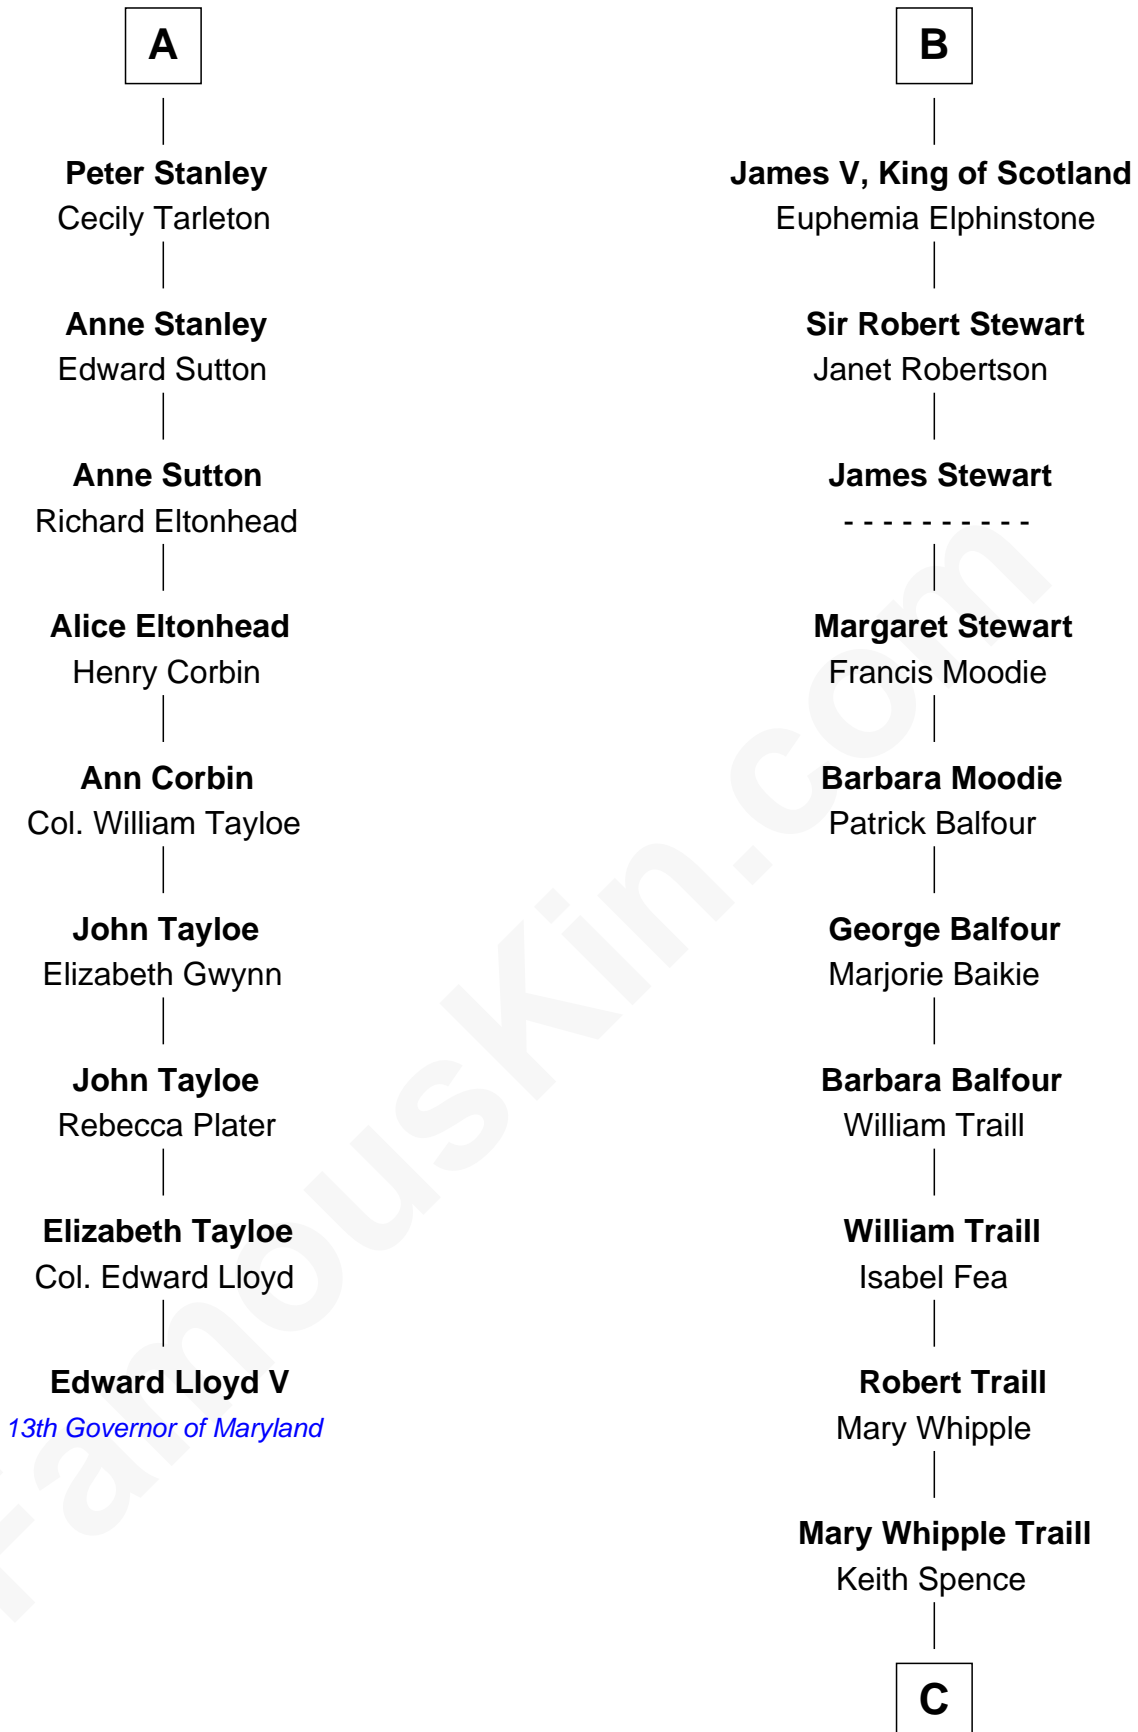 A
Peter Stanley
Cecily Tarleton
Anne Stanley
Edward Sutton
Anne Sutton
Richard Eltonhead
Alice Eltonhead
Henry Corbin
Ann Corbin
Col. William Tayloe
John Tayloe
Elizabeth Gwynn
John Tayloe
Rebecca Plater
Elizabeth Tayloe
Col. Edward Lloyd
Edward Lloyd V
13th Governor of Maryland
B
James V, King of Scotland
Euphemia Elphinstone
Sir Robert Stewart
Janet Robertson
James Stewart
- - - - - - - - - -
Margaret Stewart
Francis Moodie
Barbara Moodie
Patrick Balfour
George Balfour
Marjorie Baikie
Barbara Balfour
William Traill
William Traill
Isabel Fea
Robert Traill
Mary Whipple
Mary Whipple Traill
Keith Spence
C
FamousKin.com